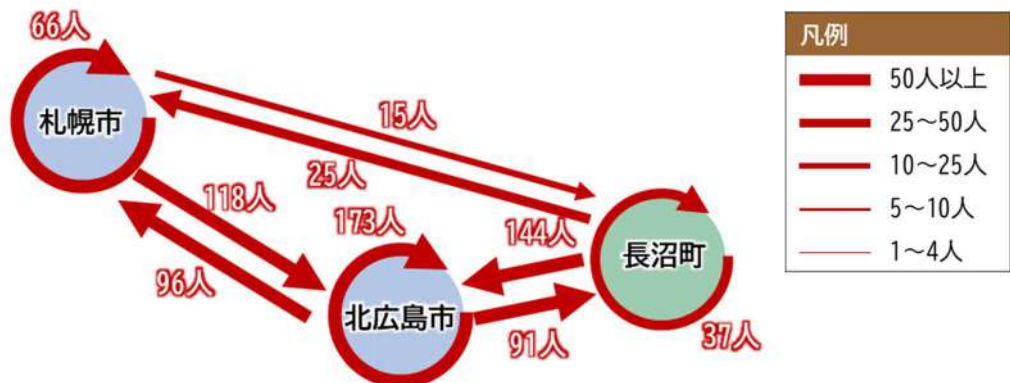 66人
札幌市
15人
25人
118人
96人
173人
北広島市
144人
91人
長沼町
37人
凡例
50人以上
25～50人
10～25人
5～10人
1～4人